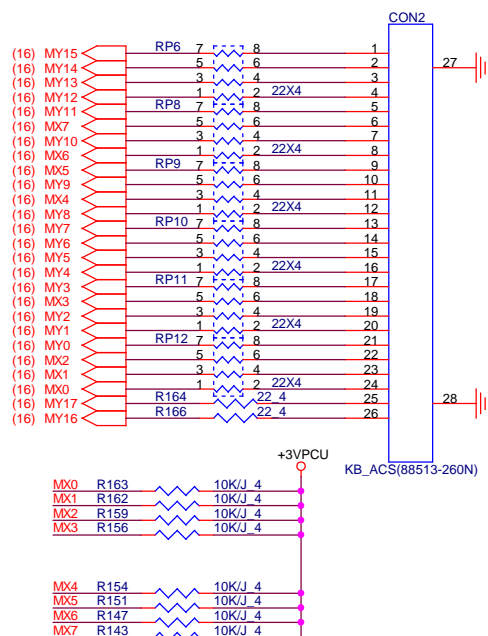 CON2
(16) MY15 RP6 7 8 1
(16) MY14 5 6 2 27
(16) MY13 3 4 3
(16) MY12 1 2 22X4 4
(16) MY11 RP8 7 8 5
(16) MX7 5 6 6
(16) MY10 3 4 7
(16) MX6 1 2 22X4 8
(16) MX5 RP9 7 8 9
(16) MY9 5 6 10
(16) MX4 3 4 11
(16) MY8 1 2 22X4 12
(16) MY7 RP10 7 8 13
(16) MY6 5 6 14
(16) MY5 3 4 15
(16) MY4 1 2 22X4 16
(16) MY3 RP11 7 8 17
(16) MX3 5 6 18
(16) MY2 3 4 19
(16) MY1 1 2 22X4 20
(16) MY0 RP12 7 8 21
(16) MX2 5 6 22
(16) MX1 3 4 23
(16) MX0 1 2 22X4 24
(16) MY17 R164 22_4 25 28
(16) MY16 R166 22_4 26
+3VPCU
KB_ACS(88513-260N)
MX0 R163 10K/J_4
MX1 R162 10K/J_4
MX2 R159 10K/J_4
MX3 R156 10K/J_4
MX4 R154 10K/J_4
MX5 R151 10K/J_4
MX6 R147 10K/J_4
MX7 R143 10K/J_4